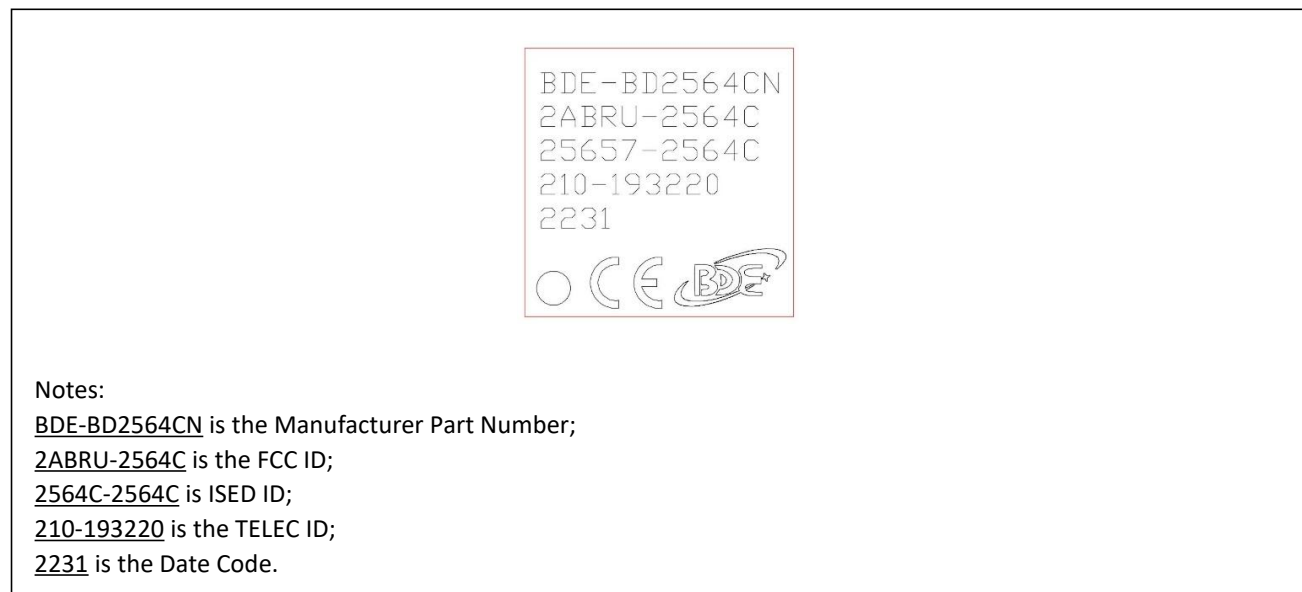 BDE-BD2564CN
2ABRU-2564C
25657-2564C
210-193220
2231
CE BDE
Notes:
BDE-BD2564CN is the Manufacturer Part Number;
2ABRU-2564C is the FCC ID;
2564C-2564C is ISED ID;
210-193220 is the TELEC ID;
2231 is the Date Code.